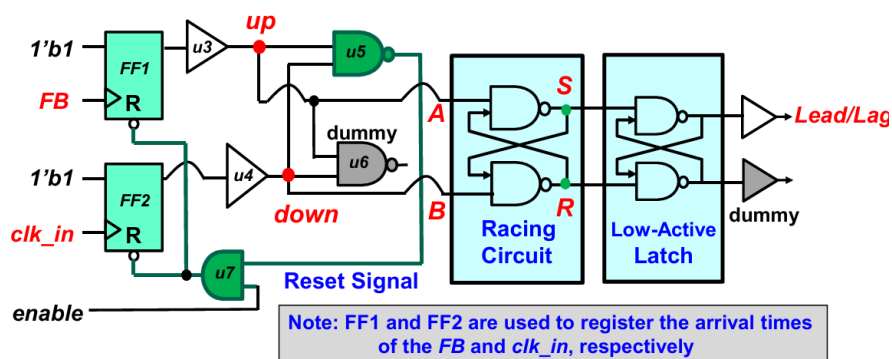 1'b1
u3
up
u5
FF1
FB
R
S
A
Lead/Lag
dummy
u6
1'b1
u4
FF2
down
B
R
dummy
clk_in
R
Racing
Circuit
Low-Active
Latch
u7
Reset Signal
enable
Note: FF1 and FF2 are used to register the arrival times
of the FB and clk_in, respectively